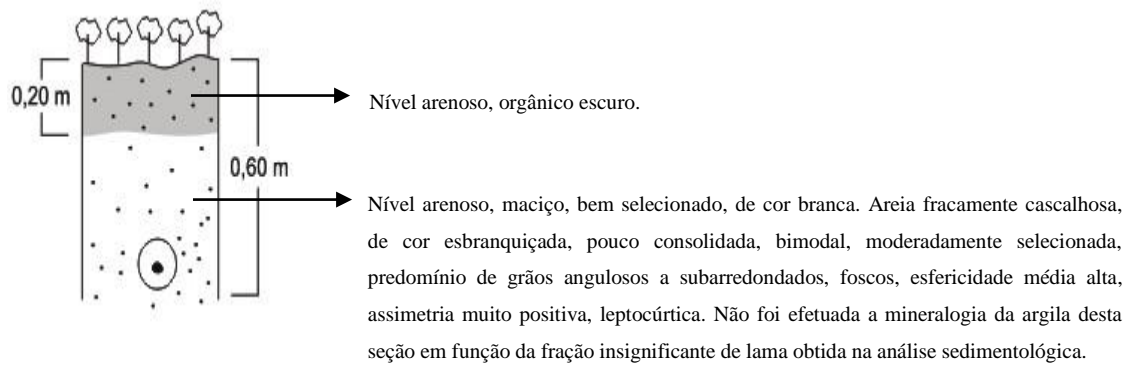 0,20 m
Nível arenoso, orgânico escuro.
0,60 m
Nível arenoso, maciço, bem selecionado, de cor branca. Areia fracamente cascalhosa,
de cor esbranquiçada, pouco consolidada, bimodal, moderadamente selecionada,
predomínio de grãos angulosos a subarredondados, foscos, esfericidade média alta,
assimetria muito positiva, leptocúrtica. Não foi efetuada a mineralogia da argila desta
seção em função da fração insignificante de lama obtida na análise sedimentológica.